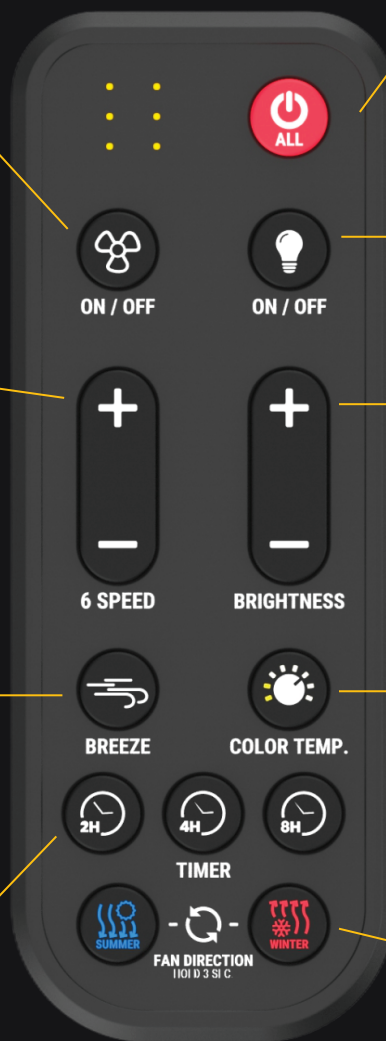 ALL
ON / OFF
ON / OFF
6 SPEED
BRIGHTNESS
BREEZE
COLOR TEMP.
2H
4H
8H
TIMER
SUMMER
WINTER
FAN DIRECTION